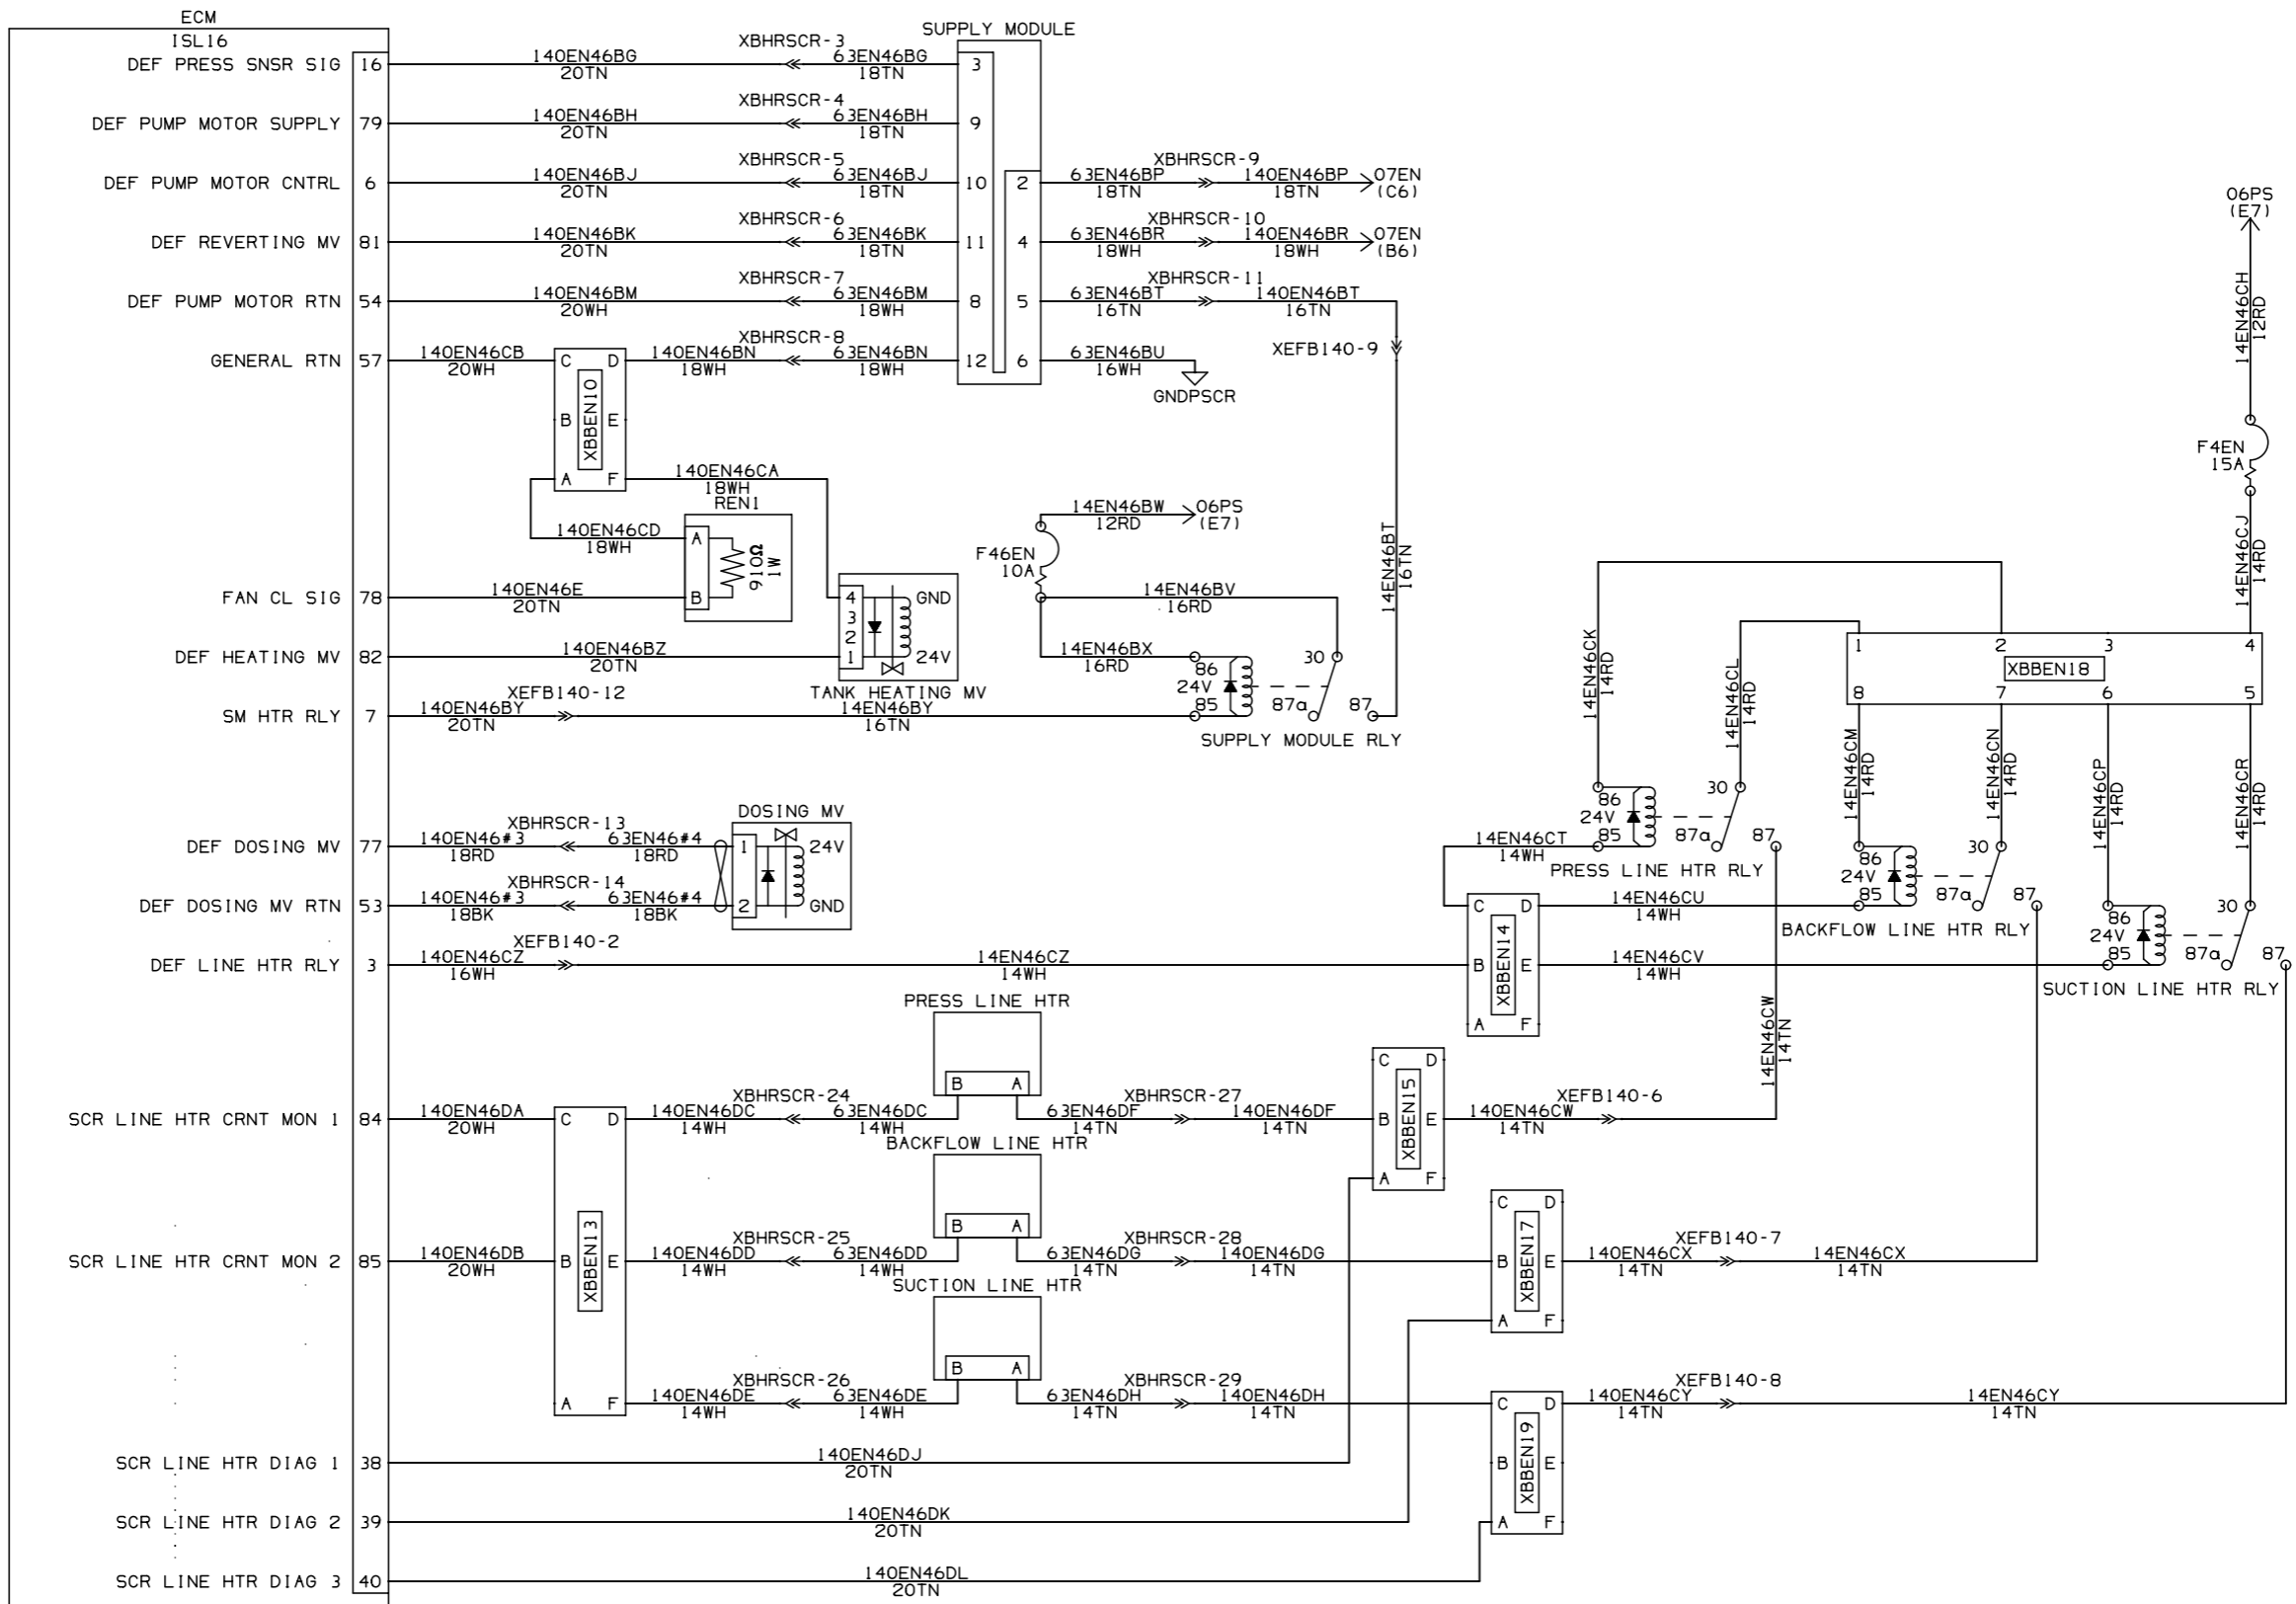 ECM
ISL16
SUPPLY MODULE
DEF PRESS SNSR SIG 16 140EN46BG 20TN XBHRSCR-3 63EN46BG 18TN 3
DEF PUMP MOTOR SUPPLY 79 140EN46BH 20TN XBHRSCR-4 63EN46BH 18TN 9
DEF PUMP MOTOR CNTRL 6 140EN46BJ 20TN XBHRSCR-5 63EN46BJ 18TN 10
2 63EN46BP 18TN XBHRSCR-9 140EN46BP 18TN 07EN (C6)
DEF REVERTING MV 81 140EN46BK 20TN XBHRSCR-6 63EN46BK 18TN 11
4 63EN46BR 18WH XBHRSCR-10 140EN46BR 18WH 07EN (B6)
DEF PUMP MOTOR RTN 54 140EN46BM 20WH XBHRSCR-7 63EN46BM 18WH 8
5 63EN46BT 16TN XBHRSCR-11 140EN46BT 16TN
GENERAL RTN 57 140EN46CB 20WH C D 140EN46BN 18WH XBHRSCR-8 63EN46BN 18WH 12
6 63EN46BU 16WH GNDPSCR
XEFB140-9
B E
XBBEN10
A F 140EN46CA 18WH
REN1
140EN46CD 18WH A
910Ω 1W
B
FAN CL SIG 78 140EN46E 20TN
4 GND
3
2
1 24V
DEF HEATING MV 82 140EN46BZ 20TN
TANK HEATING MV
SM HTR RLY 7 140EN46BY 20TN XEFB140-12 14EN46BY 16TN
14EN46BW 12RD 06PS (E7)
F46EN 10A
14EN46BV 16RD
14EN46BX 16RD
86 30
24V
85 87a 87
SUPPLY MODULE RLY
14EN46BT 16TN
06PS (E7)
14EN46CH 12RD
F4EN 15A
14EN46CJ 14RD
1 2 3 4
XBBEN18
8 7 6 5
14EN46CK 14RD
14EN46CL 14RD
14EN46CM 14RD
14EN46CN 14RD
14EN46CP 14RD
14EN46CR 14RD
86 30
24V
85 87a 87
PRESS LINE HTR RLY
86 30
24V
85 87a 87
BACKFLOW LINE HTR RLY
86 30
24V
85 87a 87
SUCTION LINE HTR RLY
DOSING MV
DEF DOSING MV 77 140EN46#3 18RD XBHRSCR-13 63EN46#4 18RD 1 24V
DEF DOSING MV RTN 53 140EN46#3 18BK XBHRSCR-14 63EN46#4 18BK 2 GND
DEF LINE HTR RLY 3 140EN46CZ 16WH XEFB140-2 14EN46CZ 14WH
14EN46CT 14WH
C D 14EN46CU 14WH
B E 14EN46CV 14WH
XBBEN14
A F
14EN46CW 14TN
PRESS LINE HTR
B A
SCR LINE HTR CRNT MON 1 84 140EN46DA 20WH C D 140EN46DC 14WH XBHRSCR-24 63EN46DC 14WH
63EN46DF 14TN XBHRSCR-27 140EN46DF 14TN
C D
B E 140EN46CW 14TN XEFB140-6
XBBEN15
A F
BACKFLOW LINE HTR
B A
SCR LINE HTR CRNT MON 2 85 140EN46DB 20WH B E 140EN46DD 14WH XBHRSCR-25 63EN46DD 14WH
XBBEN13
63EN46DG 14TN XBHRSCR-28 140EN46DG 14TN
C D
B E 140EN46CX 14TN XEFB140-7 14EN46CX 14TN
XBBEN17
A F
SUCTION LINE HTR
B A
A F 140EN46DE 14WH XBHRSCR-26 63EN46DE 14WH
63EN46DH 14TN XBHRSCR-29 140EN46DH 14TN
C D 140EN46CY 14TN XEFB140-8 14EN46CY 14TN
B E
XBBEN19
A F
SCR LINE HTR DIAG 1 38 140EN46DJ 20TN
SCR LINE HTR DIAG 2 39 140EN46DK 20TN
SCR LINE HTR DIAG 3 40 140EN46DL 20TN